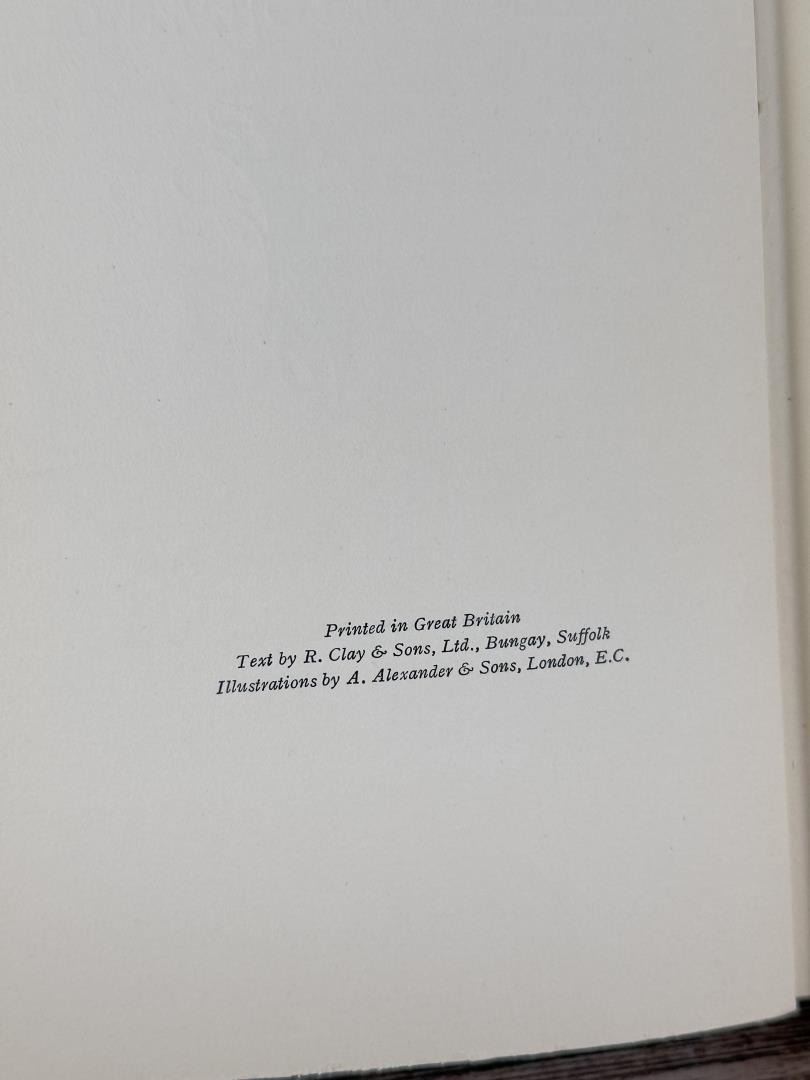 Printed in Great Britain
Text by R. Clay & Sons, Ltd., Bungay, Suffolk
Illustrations by A. Alexander & Sons, London, E.C.